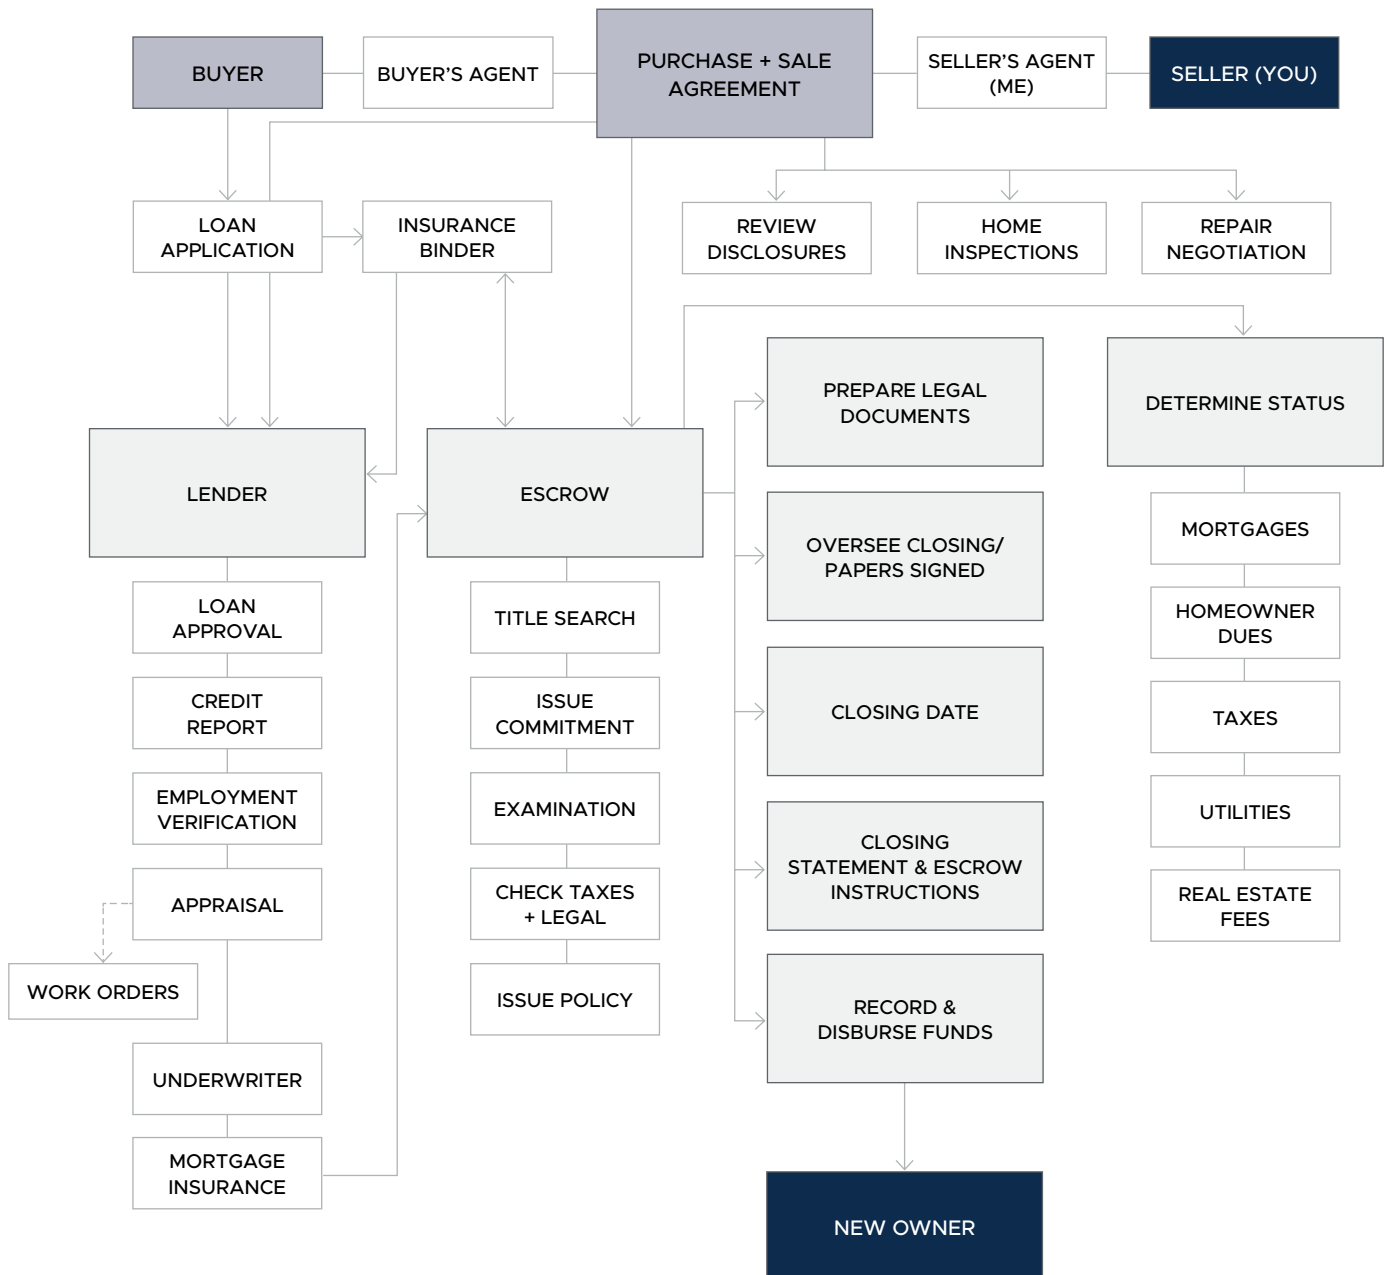 BUYER
BUYER'S AGENT
PURCHASE + SALE
AGREEMENT
SELLER'S AGENT
(ME)
SELLER (YOU)
LOAN
APPLICATION
INSURANCE
BINDER
REVIEW
DISCLOSURES
HOME
INSPECTIONS
REPAIR
NEGOTIATION
LENDER
ESCROW
PREPARE LEGAL
DOCUMENTS
DETERMINE STATUS
LOAN
APPROVAL
CREDIT
REPORT
EMPLOYMENT
VERIFICATION
APPRAISAL
WORK ORDERS
UNDERWRITER
MORTGAGE
INSURANCE
TITLE SEARCH
ISSUE
COMMITMENT
EXAMINATION
CHECK TAXES
+ LEGAL
ISSUE POLICY
OVERSEE CLOSING/
PAPERS SIGNED
CLOSING DATE
CLOSING
STATEMENT & ESCROW
INSTRUCTIONS
RECORD &
DISBURSE FUNDS
NEW OWNER
MORTGAGES
HOMEOWNER
DUES
TAXES
UTILITIES
REAL ESTATE
FEES